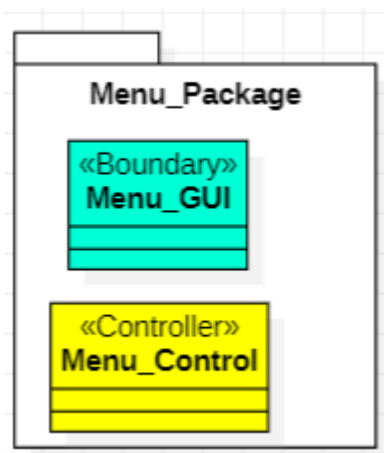 Menu_Package
«Boundary»
Menu_GUI
«Controller»
Menu_Control